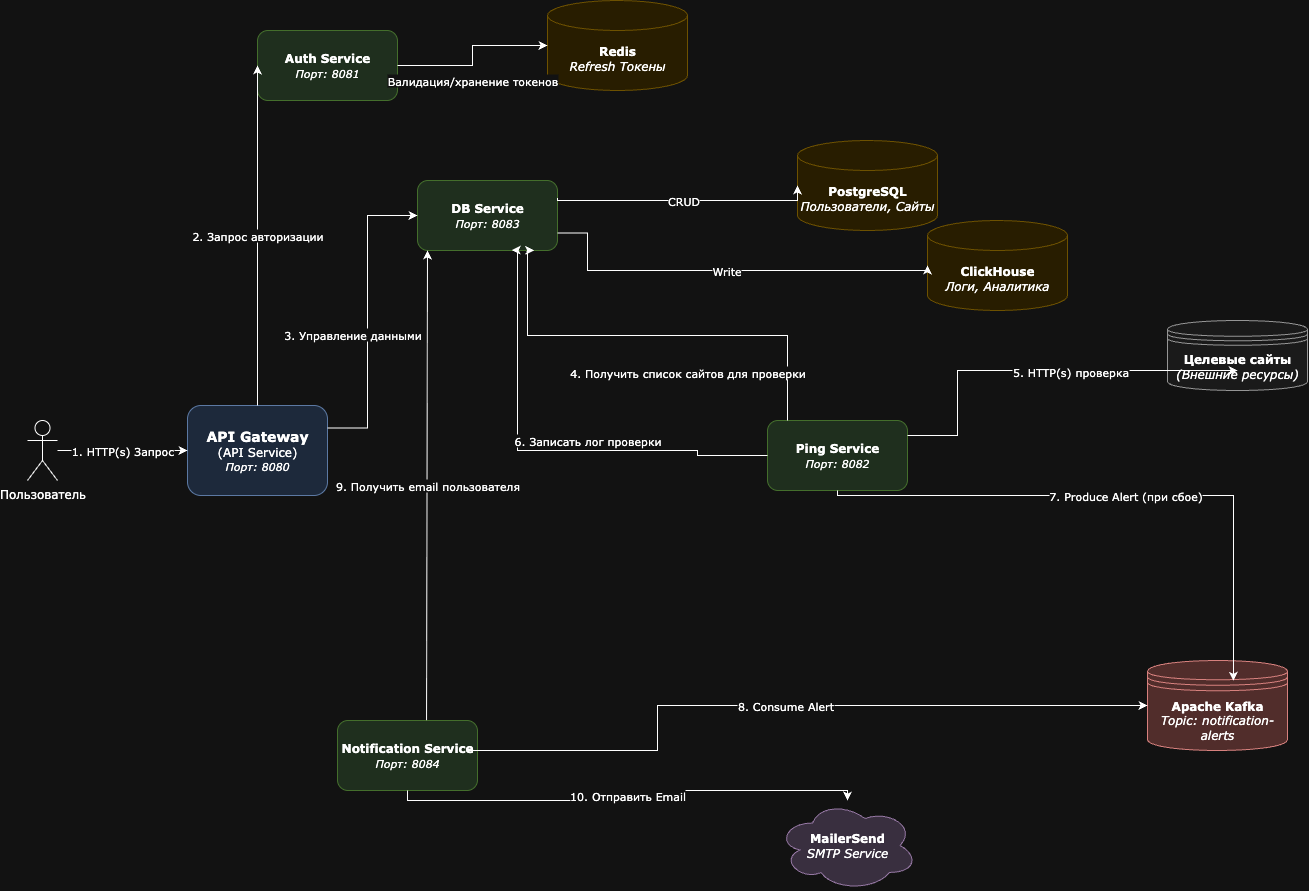 Auth Service
Порт: 8081
Redis
Refresh Токены
Валидация/хранение токенов
PostgreSQL
Пользователи, Сайты
DB Service
Порт: 8083
CRUD
2. Запрос авторизации
Write
ClickHouse
Логи, Аналитика
3. Управление данными
4. Получить список сайтов для проверки
5. HTTP(s) проверка
Целевые сайты
(Внешние ресурсы)
API Gateway
(API Service)
Порт: 8080
1. HTTP(s) Запрос
Пользователь
6. Записать лог проверки
Ping Service
Порт: 8082
9. Получить email пользователя
7. Produce Alert (при сбое)
8. Consume Alert
Apache Kafka
Topic: notification-
alerts
Notification Service
Порт: 8084
10. Отправить Email
MailerSend
SMTP Service